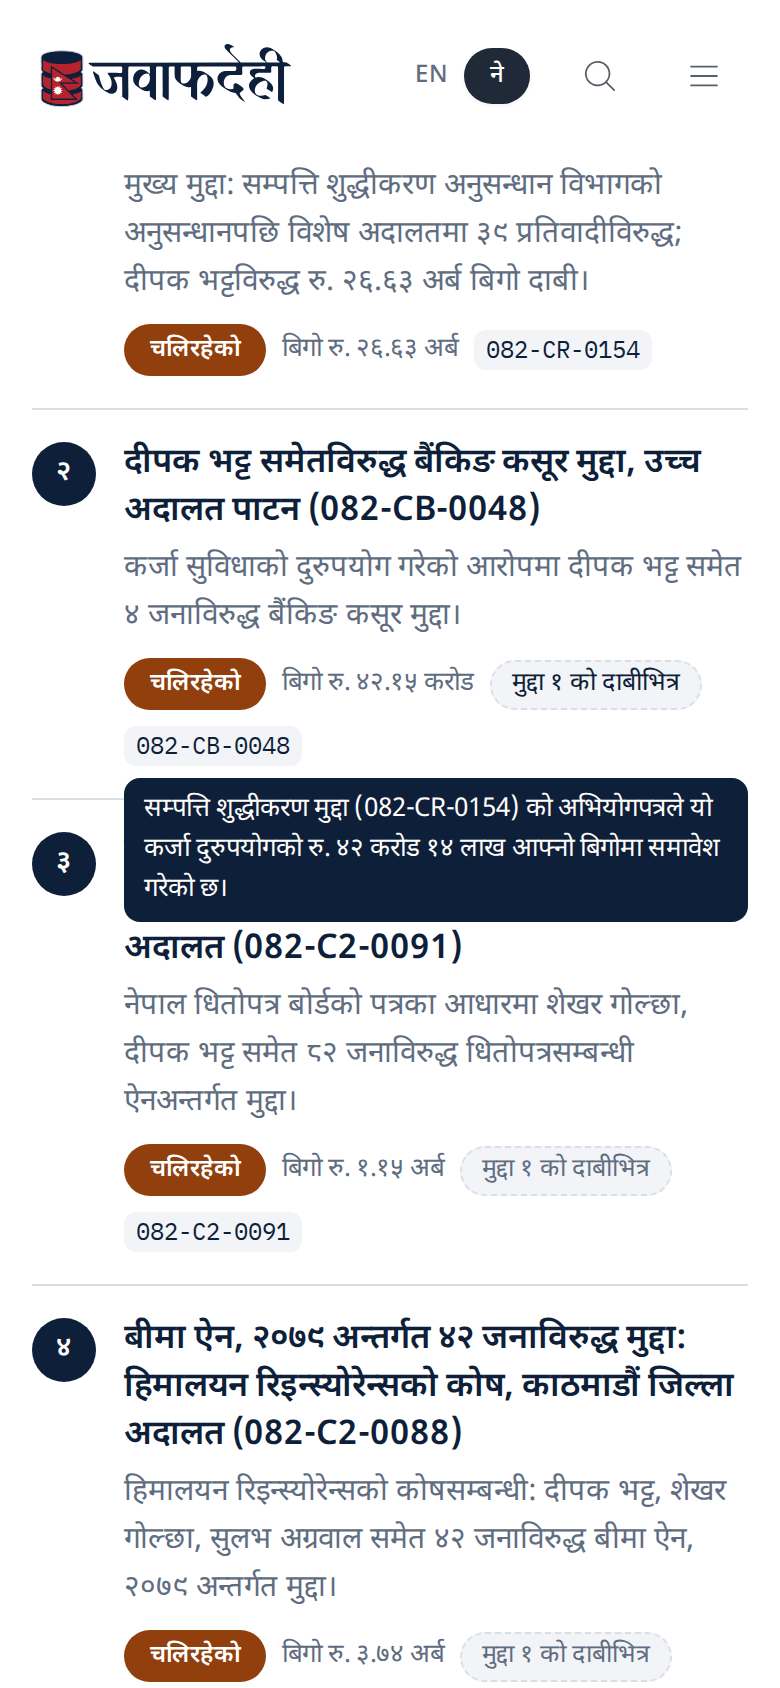 जवाफदेही
EN ने
मुख्य मुद्दा: सम्पत्ति शुद्धीकरण अनुसन्धान विभागको
अनुसन्धानपछि विशेष अदालतमा ३९ प्रतिवादीविरुद्ध;
दीपक भट्टविरुद्ध रु. २६.६३ अर्ब बिगो दाबी।
चलिरहेको बिगो रु. २६.६३ अर्ब 082-CR-0154
२
दीपक भट्ट समेतविरुद्ध बैंकिङ कसूर मुद्दा, उच्च
अदालत पाटन (082-CB-0048)
कर्जा सुविधाको दुरुपयोग गरेको आरोपमा दीपक भट्ट समेत
४ जनाविरुद्ध बैंकिङ कसूर मुद्दा।
चलिरहेको बिगो रु. ४२.१५ करोड मुद्दा १ को दाबीभित्र
082-CB-0048
सम्पत्ति शुद्धीकरण मुद्दा (082-CR-0154) को अभियोगपत्रले यो
कर्जा दुरुपयोगको रु. ४२ करोड १४ लाख आफ्नो बिगोमा समावेश
गरेको छ।
३
अदालत (082-C2-0091)
नेपाल धितोपत्र बोर्डको पत्रका आधारमा शेखर गोल्छा,
दीपक भट्ट समेत ८२ जनाविरुद्ध धितोपत्रसम्बन्धी
ऐनअन्तर्गत मुद्दा।
चलिरहेको बिगो रु. १.१५ अर्ब मुद्दा १ को दाबीभित्र
082-C2-0091
४
बीमा ऐन, २०७९ अन्तर्गत ४२ जनाविरुद्ध मुद्दा:
हिमालयन रिइन्स्योरेन्सको कोष, काठमाडौं जिल्ला
अदालत (082-C2-0088)
हिमालयन रिइन्स्योरेन्सको कोषसम्बन्धी: दीपक भट्ट, शेखर
गोल्छा, सुलभ अग्रवाल समेत ४२ जनाविरुद्ध बीमा ऐन,
२०७९ अन्तर्गत मुद्दा।
चलिरहेको बिगो रु. ३.७४ अर्ब मुद्दा १ को दाबीभित्र